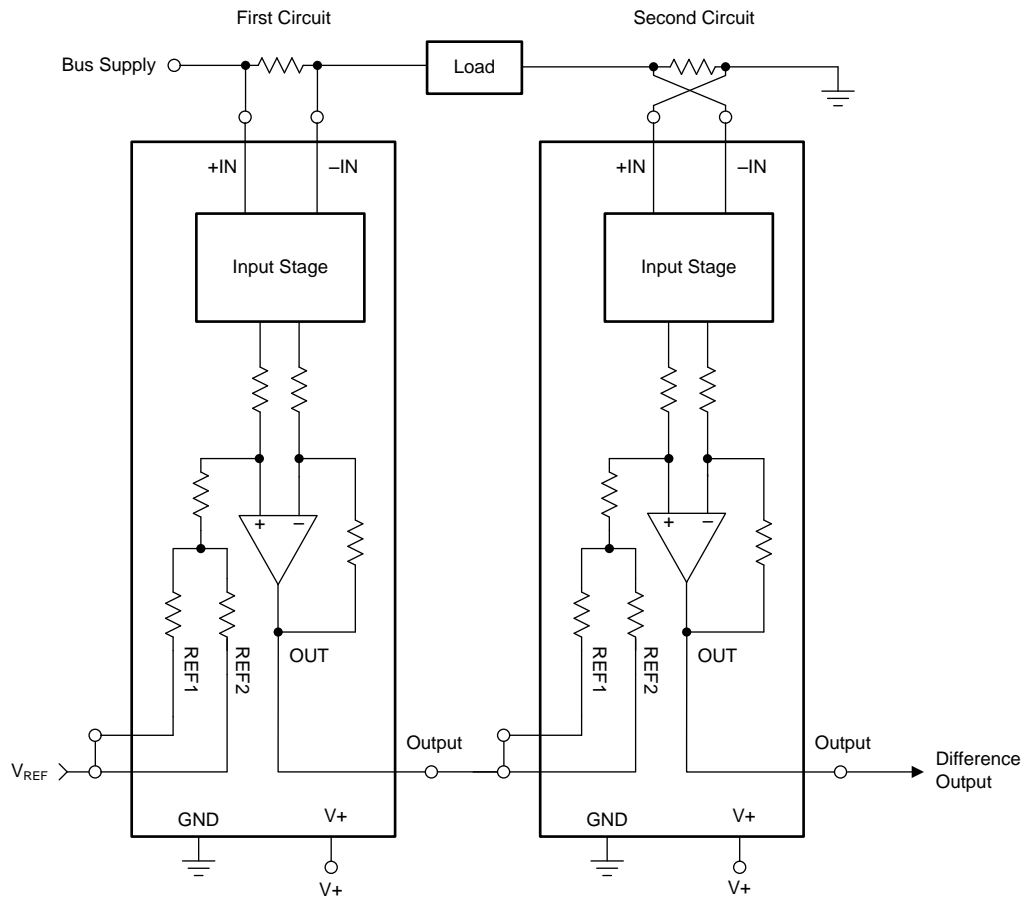 First Circuit
Second Circuit
Bus Supply
Load
+IN
–IN
+IN
–IN
Input Stage
Input Stage
+
–
+
–
OUT
OUT
REF1
REF2
REF1
REF2
Output
Output
VREF
Difference
Output
GND
V+
GND
V+
V+
V+